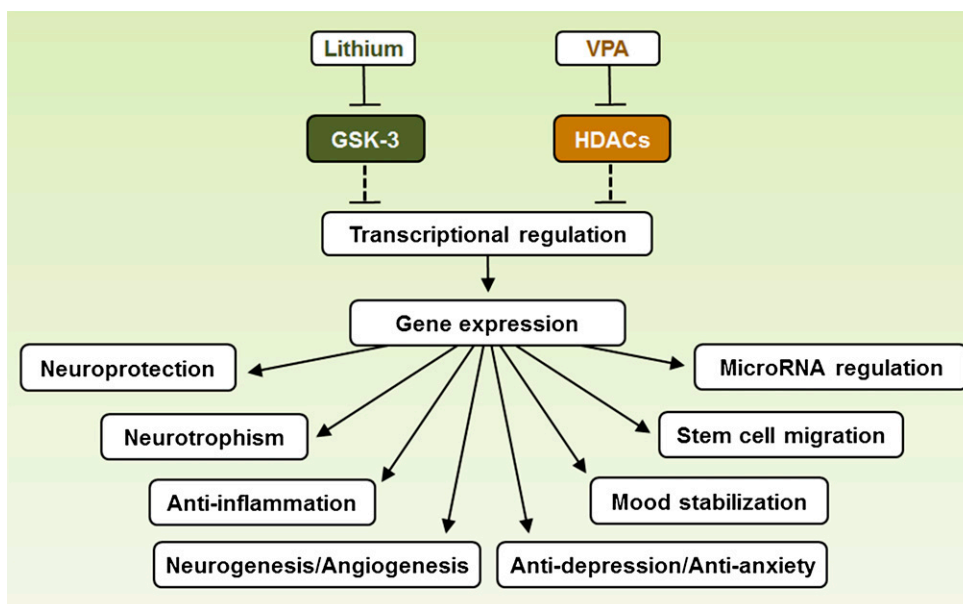 Lithium
VPA
GSK-3
HDACs
Transcriptional regulation
Gene expression
Neuroprotection
MicroRNA regulation
Neurotrophism
Stem cell migration
Anti-inflammation
Mood stabilization
Neurogenesis/Angiogenesis
Anti-depression/Anti-anxiety